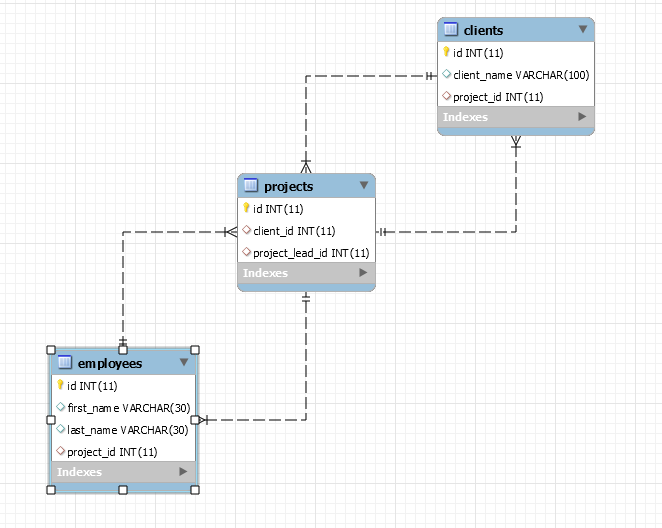 clients
id INT(11)
client_name VARCHAR(100)
project_id INT(11)
Indexes
projects
id INT(11)
client_id INT(11)
project_lead_id INT(11)
Indexes
employees
id INT(11)
first_name VARCHAR(30)
last_name VARCHAR(30)
project_id INT(11)
Indexes